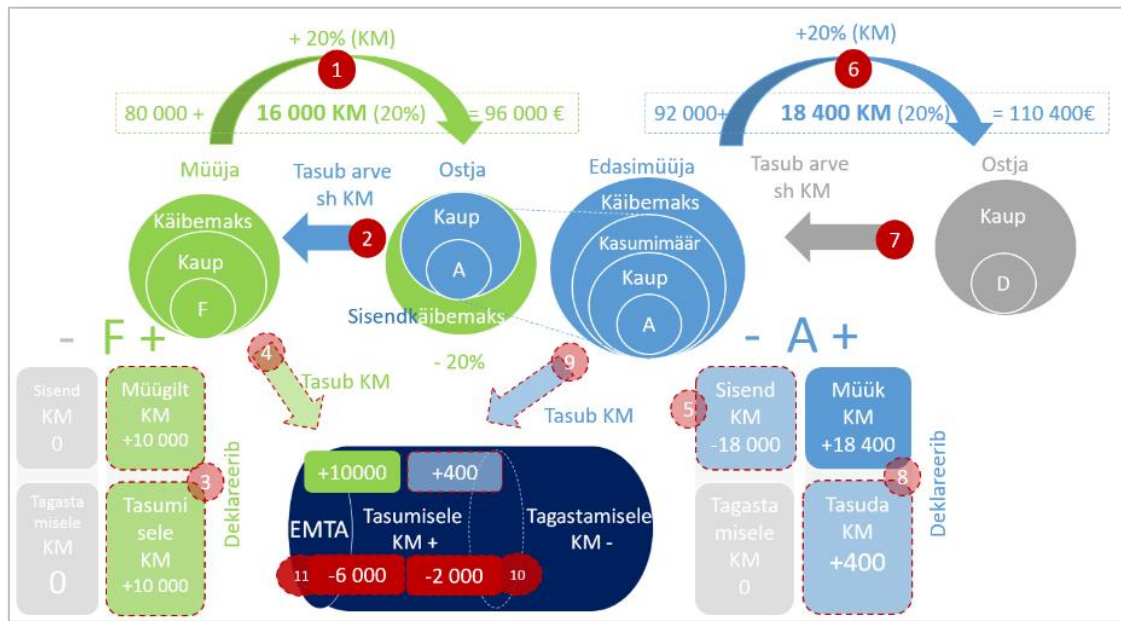 + 20% (KM)
1
80 000 + 16 000 KM (20%) = 96 000 €
+20% (KM)
6
92 000+ 18 400 KM (20%) = 110 400€
Müüja
Tasub arve
sh KM
Ostja
Edasimüüja
Tasub arve
sh KM
Ostja
Käibemaks
Kaup
F
2
Kaup
A
Sisendkäibemaks
- 20%
Käibemaks
Kasumimäär
Kaup
A
7
Kaup
D
- F +
4
Tasub KM
9
Tasub KM
- A +
Sisend
KM
0
Müügilt
KM
+10 000
3
Tagasta
misele
KM
0
Tasumi
sele
KM
+10 000
Deklareerib
+10000
+400
EMTA
Tasumisele
KM +
Tagastamisele
KM -
11
-6 000
-2 000
10
5
Sisend
KM
-18 000
Müük
KM
+18 400
8
Tagasta
misele
KM
0
Tasuda
KM
+400
Deklareerib